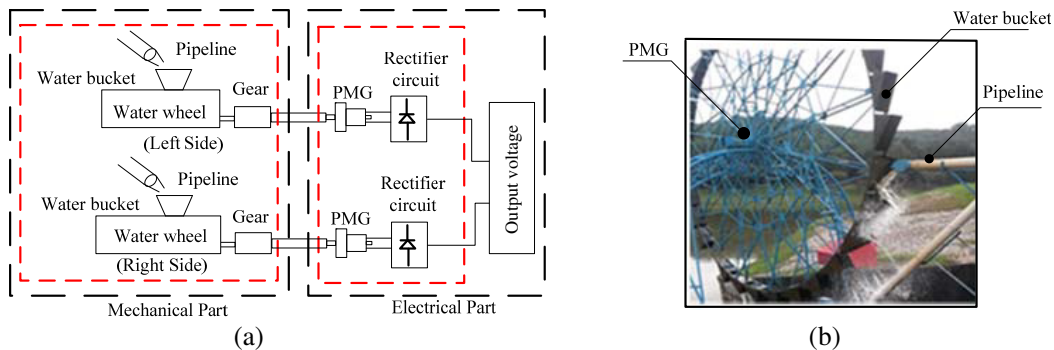 Pipeline
Water bucket
Water wheel
(Left Side)
Gear
PMG
Rectifier
circuit
Pipeline
Water bucket
Water wheel
(Right Side)
Gear
PMG
Rectifier
circuit
Output voltage
Mechanical Part
Electrical Part
(a)
Water bucket
PMG
Pipeline
(b)